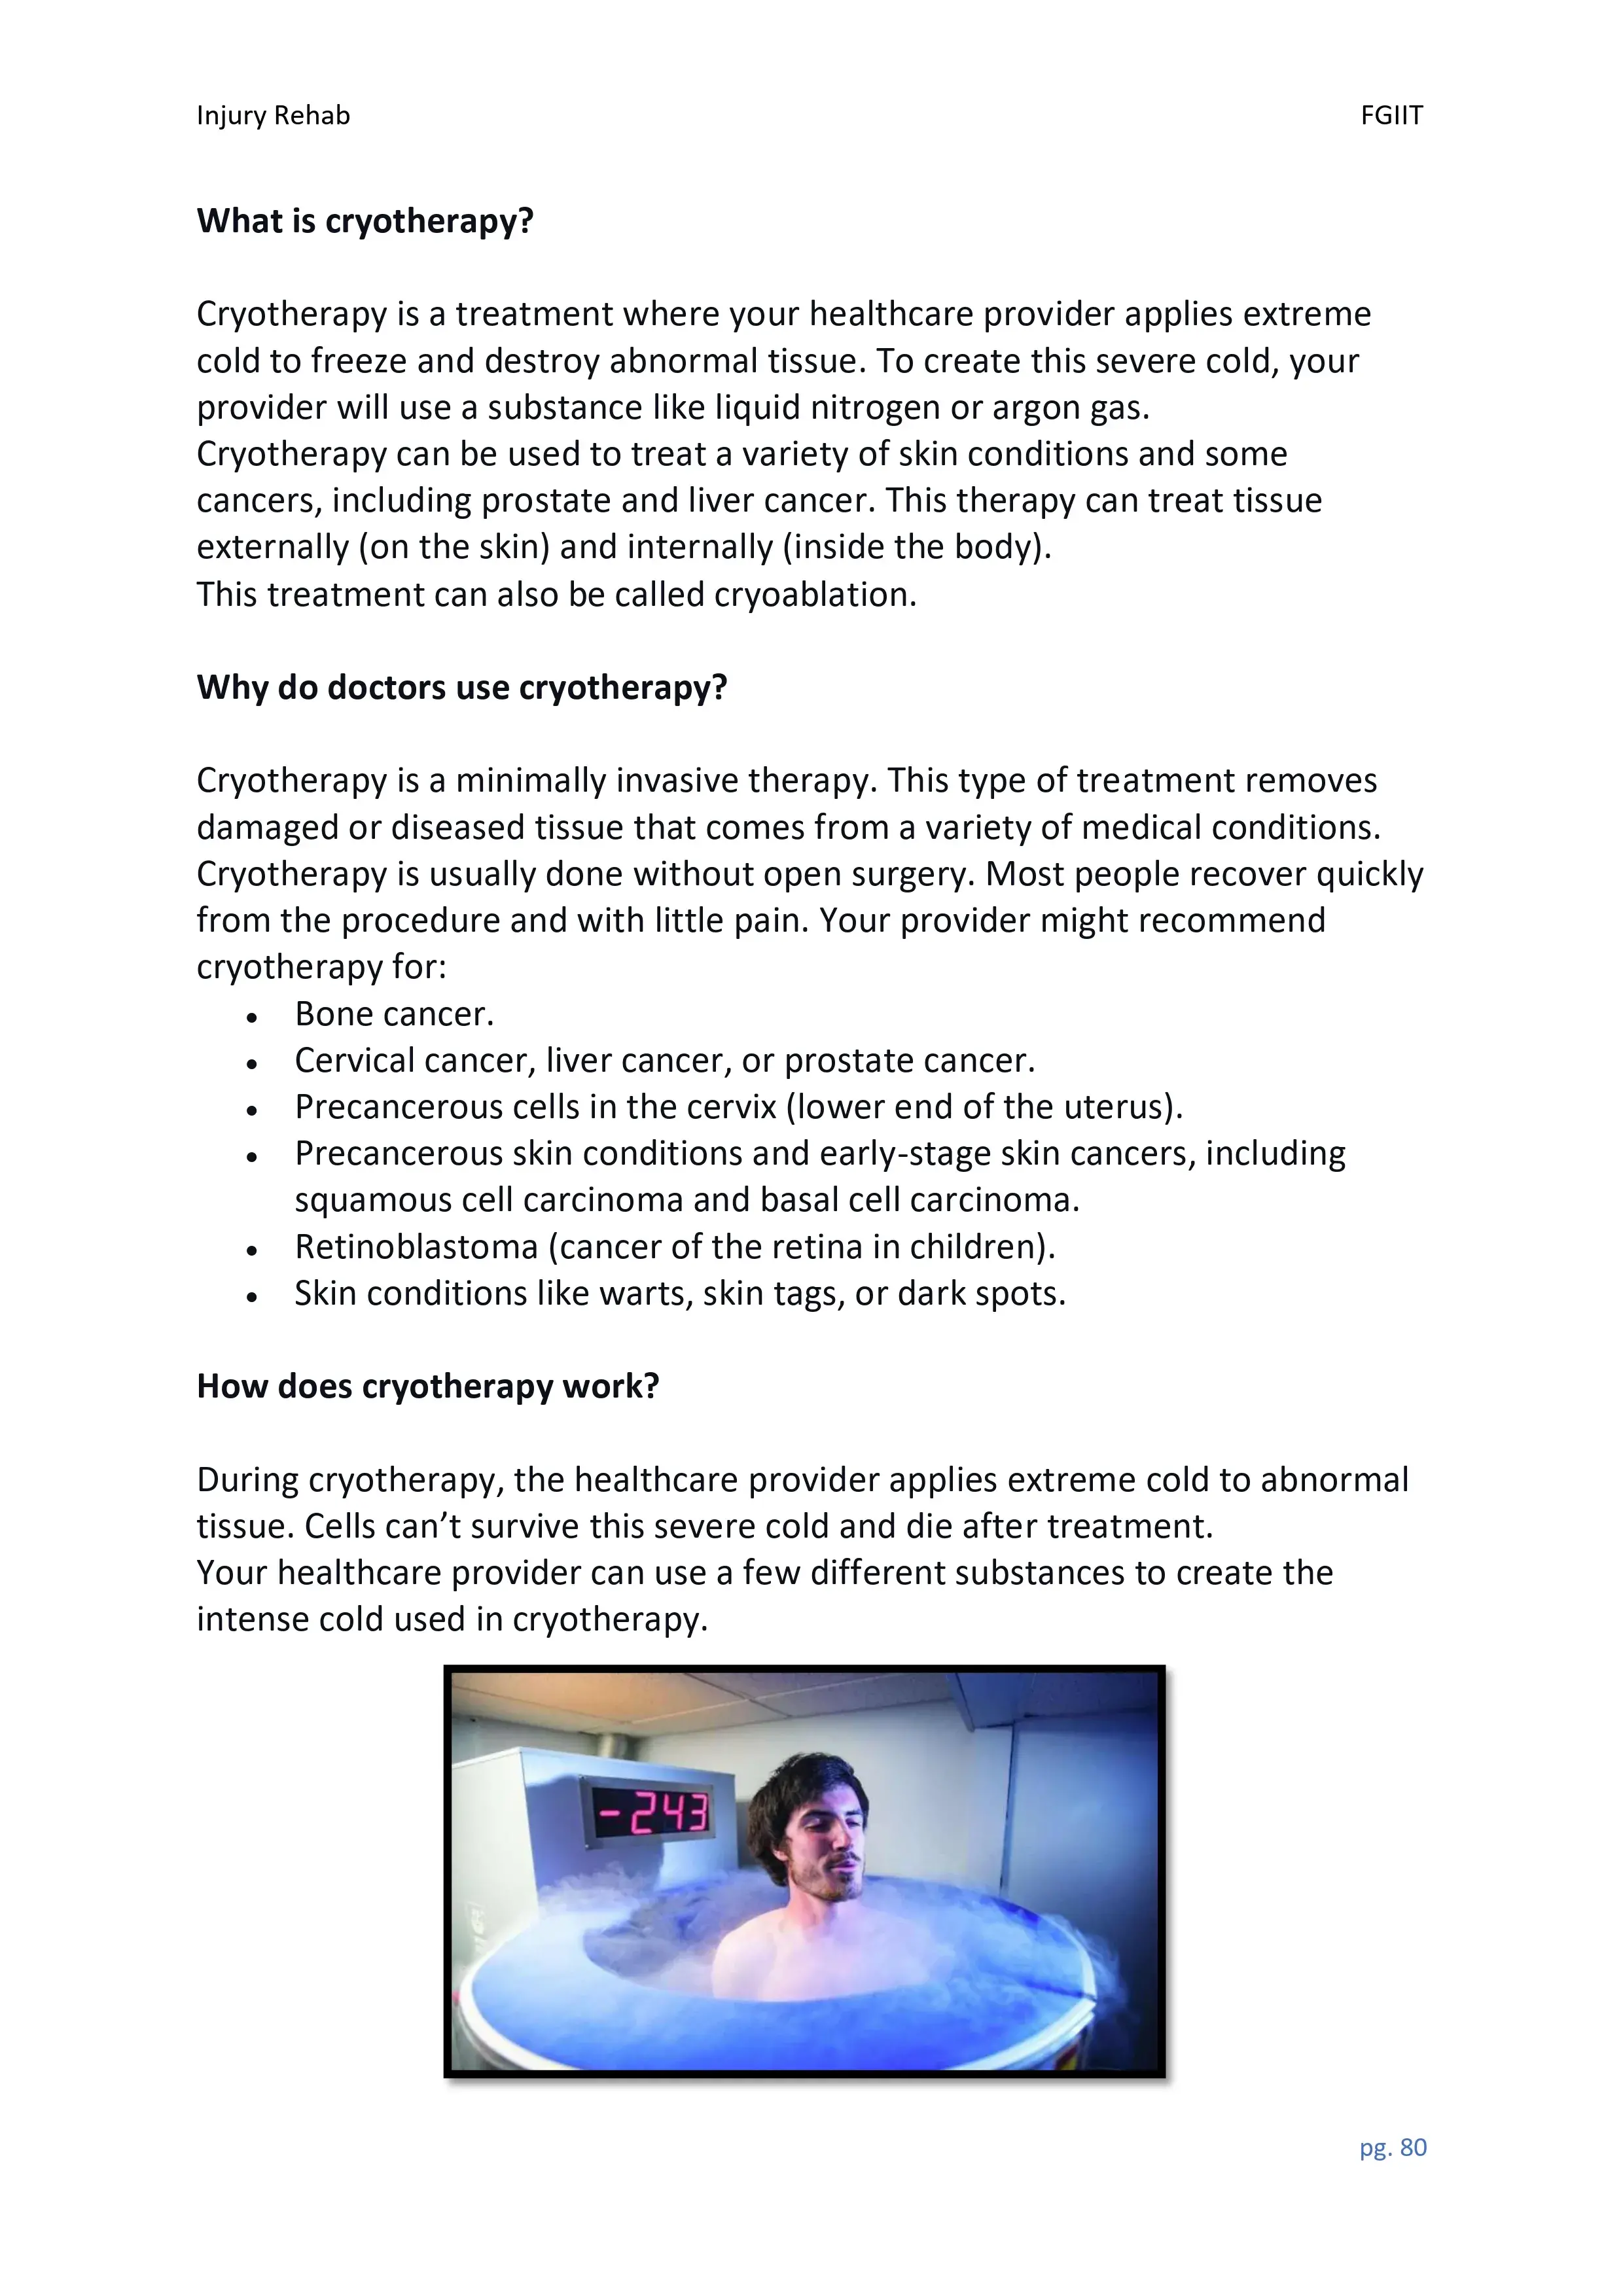 Injury Rehab FGIIT
What is cryotherapy?
Cryotherapy is a treatment where your healthcare provider applies extreme
cold to freeze and destroy abnormal tissue. To create this severe cold, your
provider will use a substance like liquid nitrogen or argon gas.
Cryotherapy can be used to treat a variety of skin conditions and some
cancers, including prostate and liver cancer. This therapy can treat tissue
externally (on the skin) and internally (inside the body).
This treatment can also be called cryoablation.
Why do doctors use cryotherapy?
Cryotherapy is a minimally invasive therapy. This type of treatment removes
damaged or diseased tissue that comes from a variety of medical conditions.
Cryotherapy is usually done without open surgery. Most people recover quickly
from the procedure and with little pain. Your provider might recommend
cryotherapy for:
• Bone cancer.
• Cervical cancer, liver cancer, or prostate cancer.
• Precancerous cells in the cervix (lower end of the uterus).
• Precancerous skin conditions and early-stage skin cancers, including
squamous cell carcinoma and basal cell carcinoma.
• Retinoblastoma (cancer of the retina in children).
• Skin conditions like warts, skin tags, or dark spots.
How does cryotherapy work?
During cryotherapy, the healthcare provider applies extreme cold to abnormal
tissue. Cells can’t survive this severe cold and die after treatment.
Your healthcare provider can use a few different substances to create the
intense cold used in cryotherapy.
-243
pg. 80